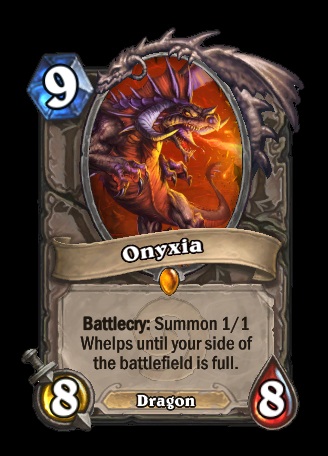 9
Onyxia
Battlecry: Summon 1/1
Whelps until your side of
the battlefield is full.
8
Dragon
8